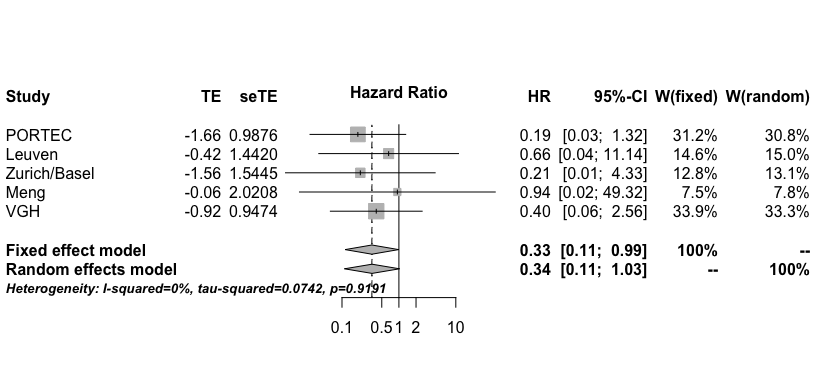 Study TE seTE Hazard Ratio HR 95%-CI W(fixed) W(random)
PORTEC -1.66 0.9876 0.19 [0.03; 1.32] 31.2% 30.8%
Leuven -0.42 1.4420 0.66 [0.04; 11.14] 14.6% 15.0%
Zurich/Basel -1.56 1.5445 0.21 [0.01; 4.33] 12.8% 13.1%
Meng -0.06 2.0208 0.94 [0.02; 49.32] 7.5% 7.8%
VGH -0.92 0.9474 0.40 [0.06; 2.56] 33.9% 33.3%
Fixed effect model 0.33 [0.11; 0.99] 100% --
Random effects model 0.34 [0.11; 1.03] -- 100%
Heterogeneity: I-squared=0%, tau-squared=0.0742, p=0.9191
0.1 0.5 1 2 10